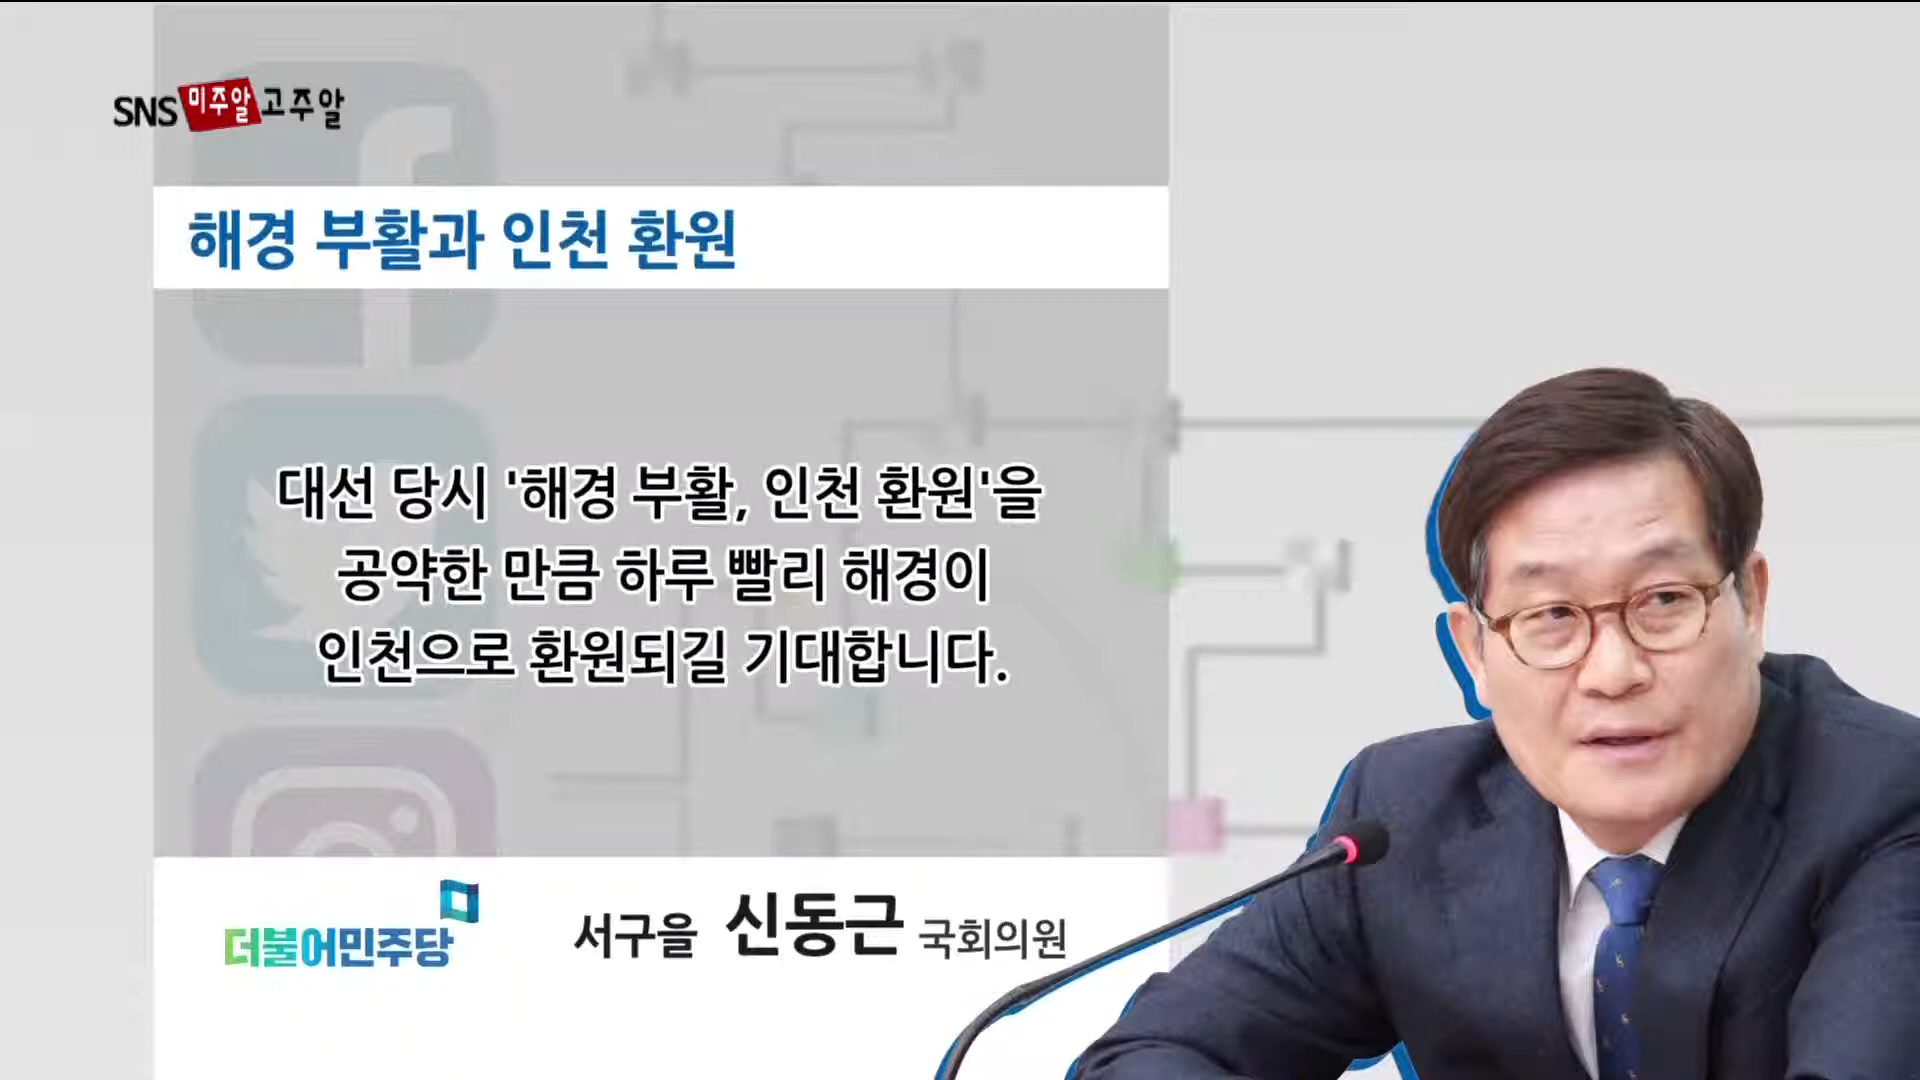 SNS 미주알 고주알
해경 부활과 인천 환원
대선 당시 '해경 부활, 인천 환원'을
공약한 만큼 하루 빨리 해경이
인천으로 환원되길 기대합니다.
더불어민주당
서구을 신동근 국회의원